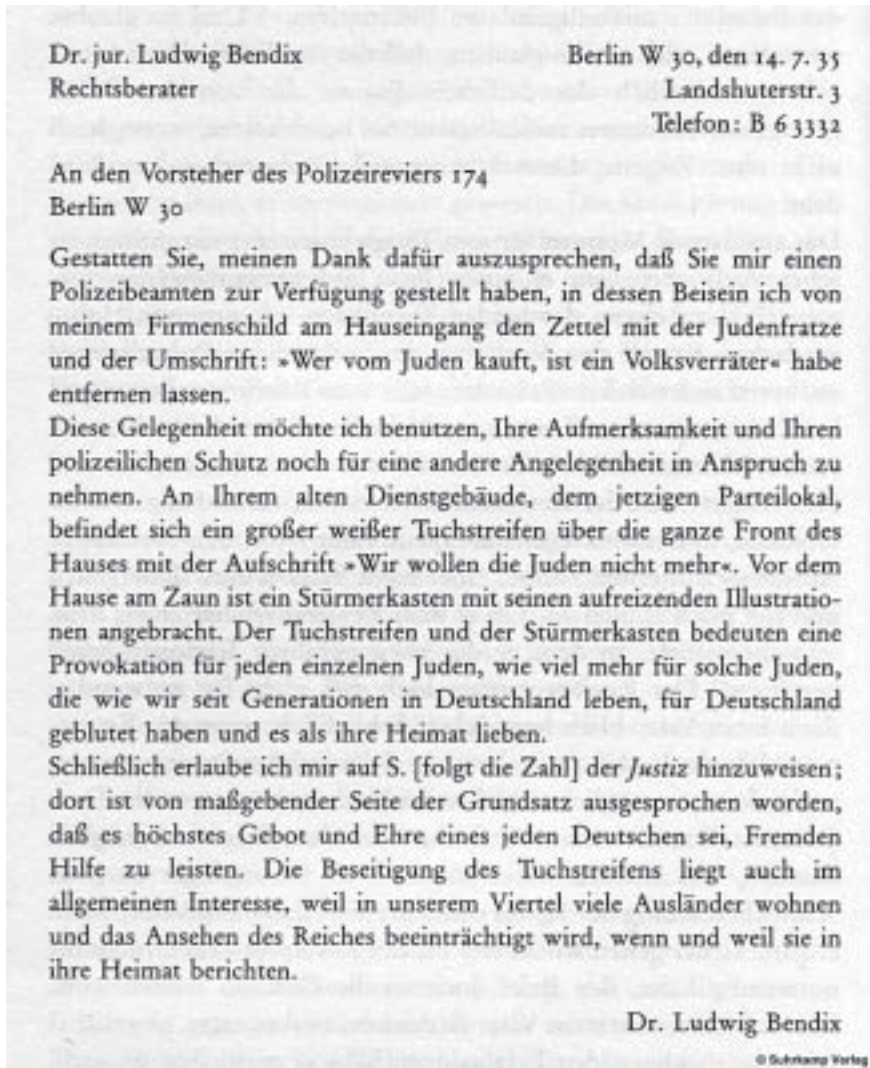 Dr. jur. Ludwig Bendix Berlin W 30, den 14. 7. 35
Rechtsberater Landshuterstr. 3
Telefon: B 6 3332
An den Vorsteher des Polizeireviers 174
Berlin W 30
Gestatten Sie, meinen Dank dafür auszusprechen, daß Sie mir einen
Polizeibeamten zur Verfügung gestellt haben, in dessen Beisein ich von
meinem Firmenschild am Hauseingang den Zettel mit der Judenfratze
und der Umschrift: »Wer vom Juden kauft, ist ein Volksverräter« habe
entfernen lassen.
Diese Gelegenheit möchte ich benutzen, Ihre Aufmerksamkeit und Ihren
polizeilichen Schutz noch für eine andere Angelegenheit in Anspruch zu
nehmen. An Ihrem alten Dienstgebäude, dem jetzigen Parteilokal,
befindet sich ein großer weißer Tuchstreifen über die ganze Front des
Hauses mit der Aufschrift »Wir wollen die Juden nicht mehr«. Vor dem
Hause am Zaun ist ein Stürmerkasten mit seinen aufreizenden Illustratio-
nen angebracht. Der Tuchstreifen und der Stürmerkasten bedeuten eine
Provokation für jeden einzelnen Juden, wie viel mehr für solche Juden,
die wie wir seit Generationen in Deutschland leben, für Deutschland
geblutet haben und es als ihre Heimat lieben.
Schließlich erlaube ich mir auf S. [folgt die Zahl] der Justiz hinzuweisen;
dort ist von maßgebender Seite der Grundsatz ausgesprochen worden,
daß es höchstes Gebot und Ehre eines jeden Deutschen sei, Fremden
Hilfe zu leisten. Die Beseitigung des Tuchstreifens liegt auch im
allgemeinen Interesse, weil in unserem Viertel viele Ausländer wohnen
und das Ansehen des Reiches beeinträchtigt wird, wenn und weil sie in
ihre Heimat berichten.
Dr. Ludwig Bendix
© Suhrkamp Verlag